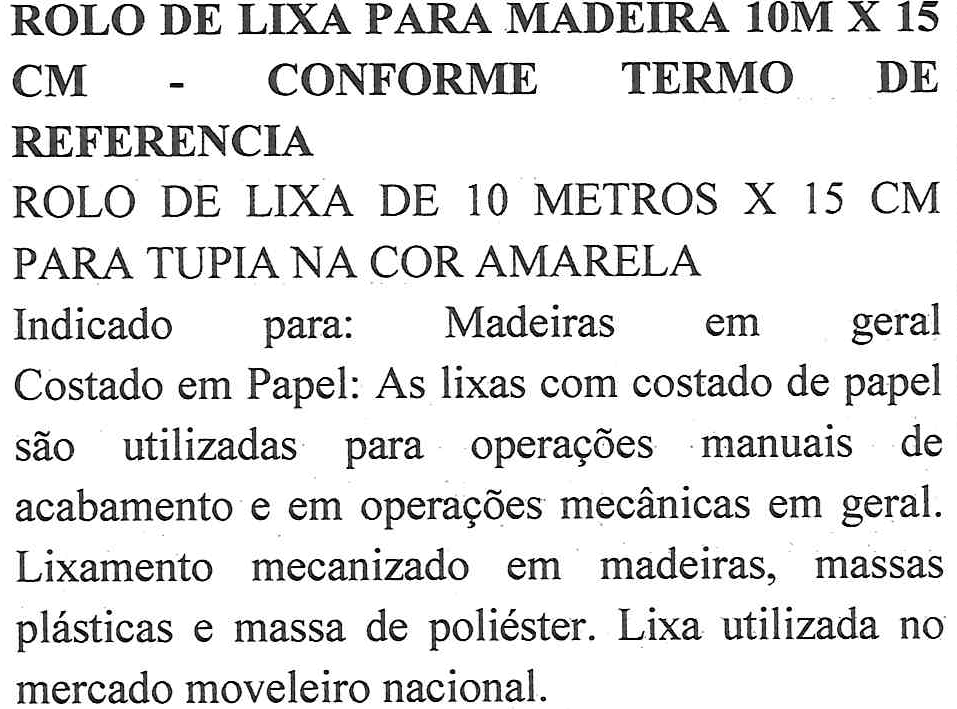 ROLO DE LIXA PARA MADEIRA 10M X 15
CM - CONFORME TERMO DE
REFERENCIA
ROLO DE LIXA DE 10 METROS X 15 CM
PARA TUPIA NA COR AMARELA
Indicado para: Madeiras em geral
Costado em Papel: As lixas com costado de papel
são utilizadas para operações manuais de
acabamento e em operações mecânicas em geral.
Lixamento mecanizado em madeiras, massas
plásticas e massa de poliéster. Lixa utilizada no
mercado moveleiro nacional.